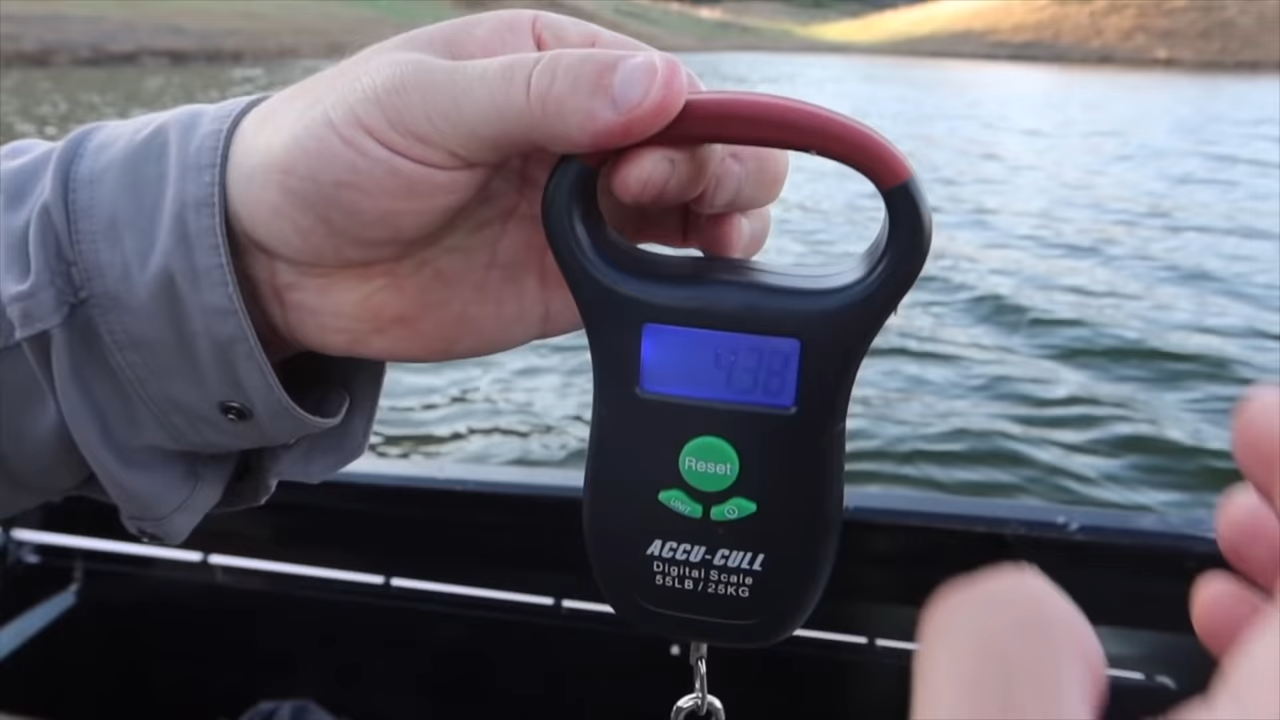 Reset
UNIT
ACCU-CULL
Digital Scale
55LB / 25KG